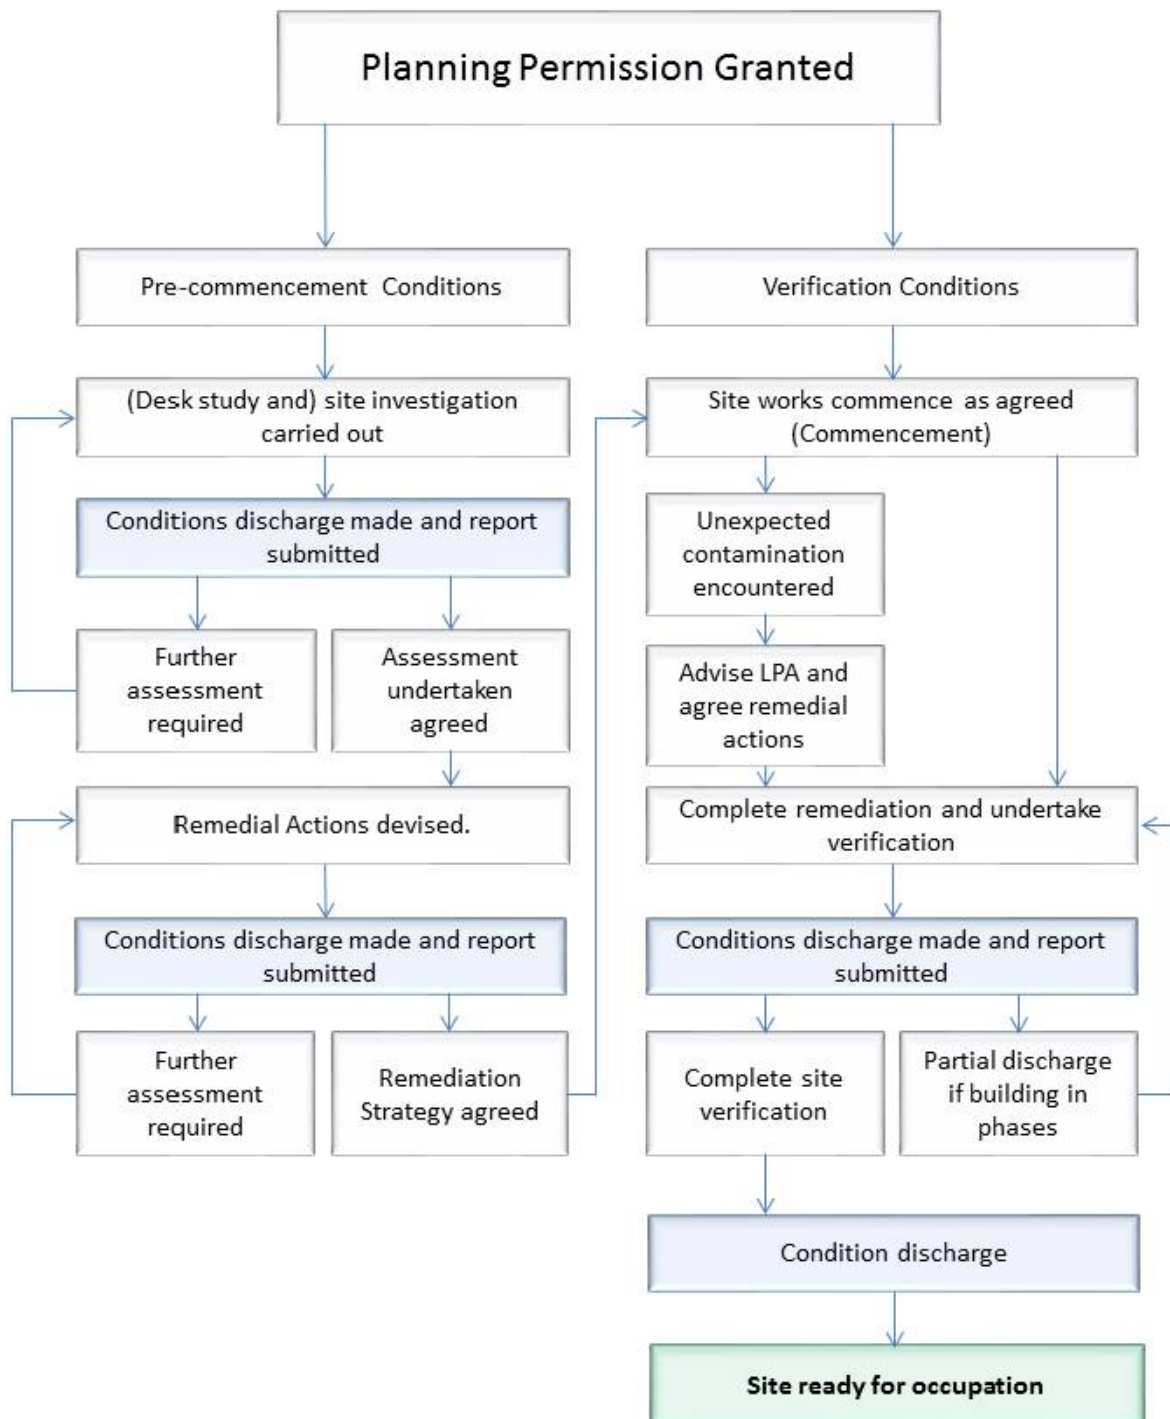 Planning Permission Granted
Pre-commencement Conditions
(Desk study and) site investigation
carried out
Conditions discharge made and report
submitted
Further
assessment
required
Assessment
undertaken
agreed
Remedial Actions devised.
Conditions discharge made and report
submitted
Further
assessment
required
Remediation
Strategy agreed
Verification Conditions
Site works commence as agreed
(Commencement)
Unexpected
contamination
encountered
Advise LPA and
agree remedial
actions
Complete remediation and undertake
verification
Conditions discharge made and report
submitted
Complete site
verification
Partial discharge
if building in
phases
Condition discharge
Site ready for occupation